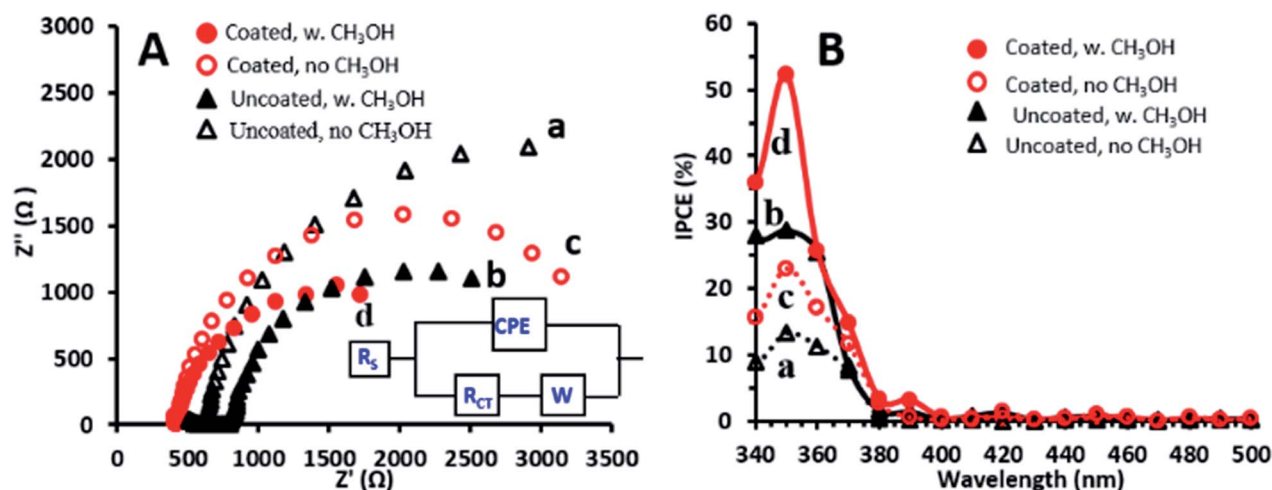 A
Coated, w. CH₃OH
Coated, no CH₃OH
Uncoated, w. CH₃OH
Uncoated, no CH₃OH
3000
2500
2000
1500
1000
500
0
Z'' (Ω)
a
c
b
d
CPE
R_S
R_CT
W
0 500 1000 1500 2000 2500 3000 3500
Z' (Ω)
B
Coated, w. CH₃OH
Coated, no CH₃OH
Uncoated, w. CH₃OH
Uncoated, no CH₃OH
60
50
40
30
20
10
0
IPCE (%)
d
b
c
a
340 360 380 400 420 440 460 480 500
Wavelength (nm)